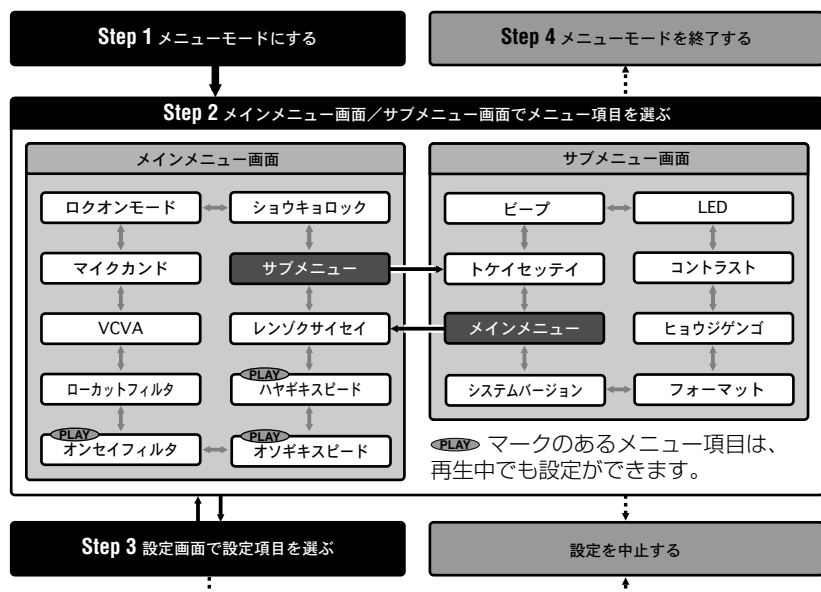 Step 1 メニューモードにする
Step 4 メニューモードを終了する
Step 2 メインメニュー画面／サブメニュー画面でメニュー項目を選ぶ
メインメニュー画面
ロクオンモード
ショウキョロック
マイクカンド
サブメニュー
VCVA
レンゾクサイセイ
ローカットフィルタ
PLAY
ハヤギキスピード
PLAY
オンセイフィルタ
PLAY
オソギキスピード
サブメニュー画面
ビープ
LED
トケイセッテイ
コントラスト
メインメニュー
ヒョウジゲンゴ
システムバージョン
フォーマット
PLAY マークのあるメニュー項目は、
再生中でも設定ができます。
Step 3 設定画面で設定項目を選ぶ
設定を中止する